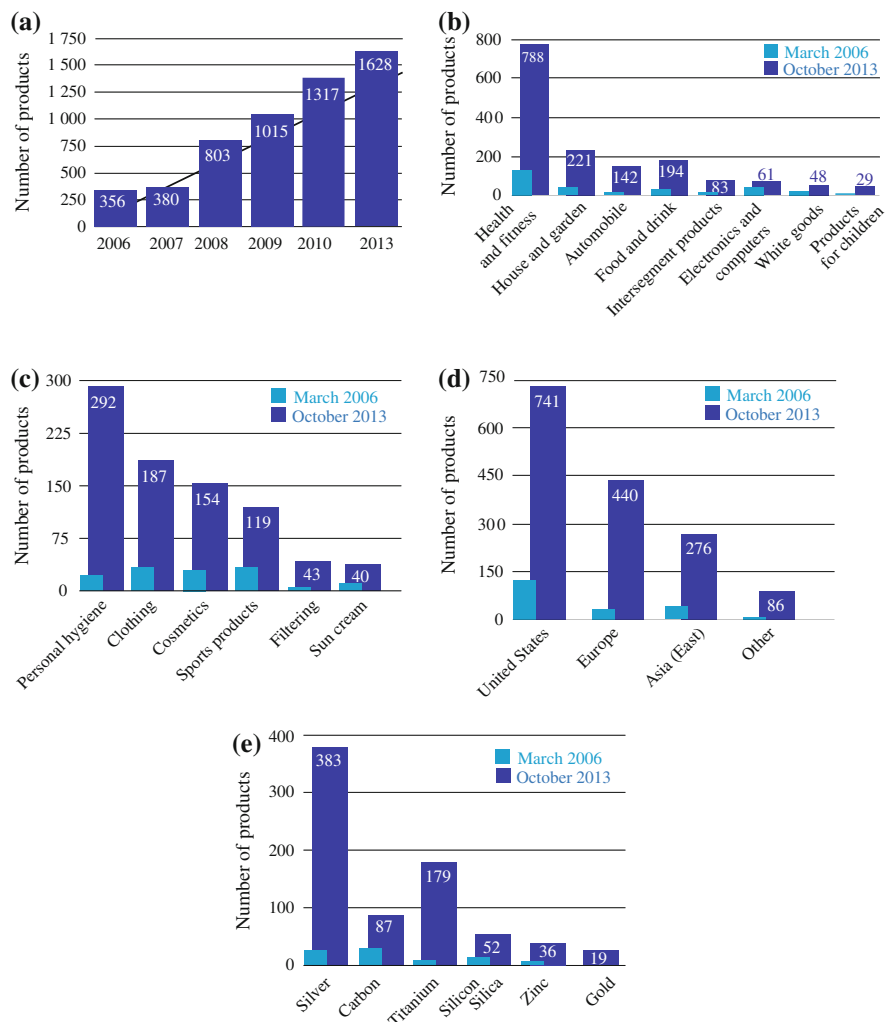 (a)
Number of products
1 750
1 500
1 250
1 000
750
500
250
0
356
380
803
1015
1317
1628
2006
2007
2008
2009
2010
2013
(b)
Number of products
800
600
400
200
0
March 2006
October 2013
788
221
142
194
83
61
48
29
Health
and fitness
House and garden
Automobile
Food and drink
Intersegment products
Electronics and
computers
White goods
Products
for children
(c)
Number of products
300
225
150
75
0
March 2006
October 2013
292
187
154
119
43
40
Personal hygiene
Clothing
Cosmetics
Sports products
Filtering
Sun cream
(d)
Number of products
750
600
450
300
150
0
March 2006
October 2013
741
440
276
86
United States
Europe
Asia (East)
Other
(e)
Number of products
400
300
200
100
0
March 2006
October 2013
383
87
179
52
36
19
Silver
Carbon
Titanium
Silicon
Silica
Zinc
Gold